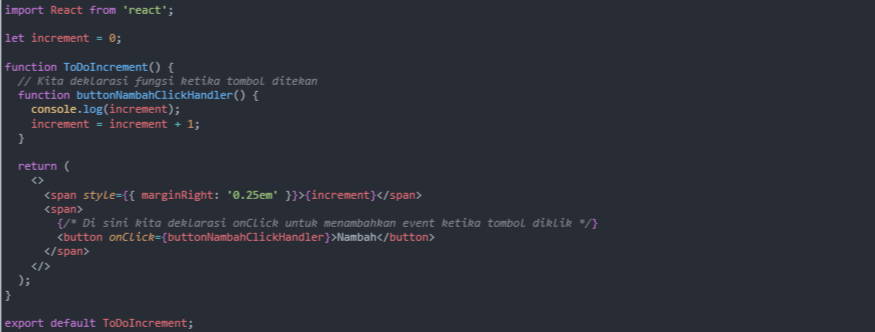 import React from 'react';
let increment = 0;
function ToDoIncrement() {
// Kita deklarasi fungsi ketika tombol ditekan
function buttonNambahClickHandler() {
console.log(increment);
increment = increment + 1;
}
return (
<>
<span style={{ marginRight: '0.25em' }}>{increment}</span>
<span>
{/* Di sini kita deklarasi onClick untuk menambahkan event ketika tombol diklik */}
<button onClick={buttonNambahClickHandler}>Nambah</button>
</span>
</>
);
}
export default ToDoIncrement;